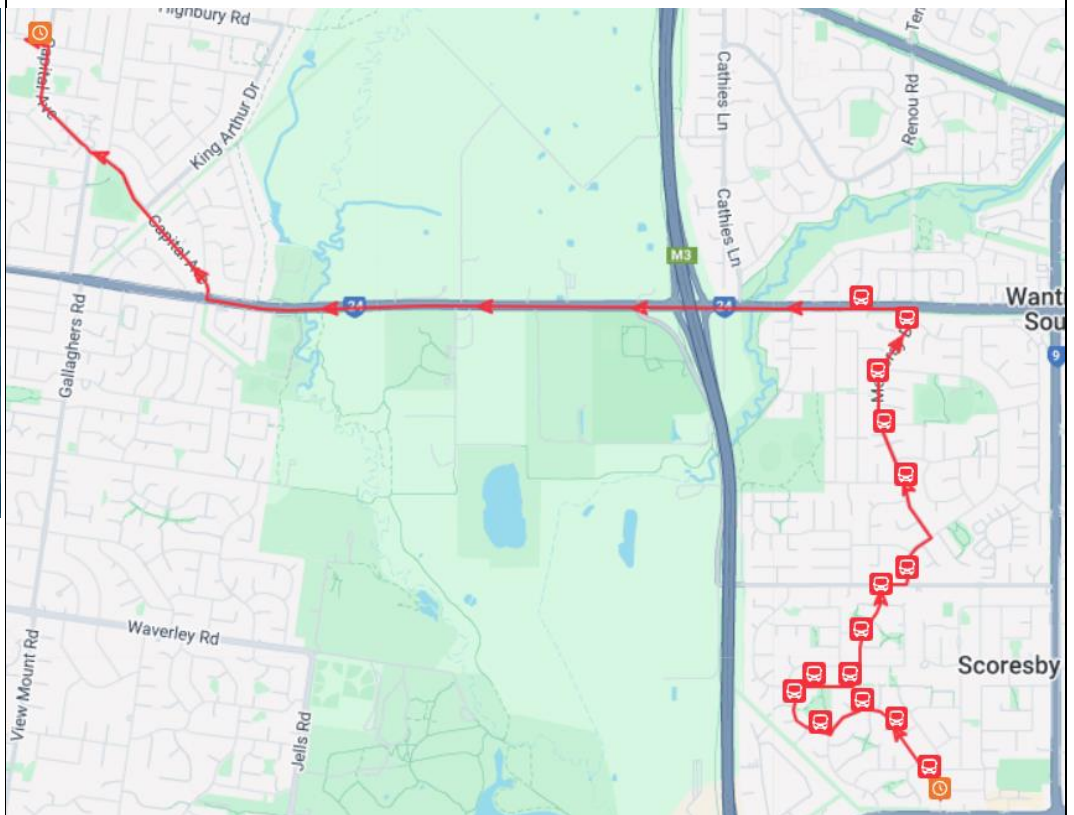 Highbury Rd
Capital Ave
King Arthur Dr
Cathies Ln
Renou Rd
Ter
Capital A
Cathies Ln
M3
24
24
Want
Sou
9
Gallaghers Rd
Waverley Rd
View Mount Rd
Jells Rd
Scoresby